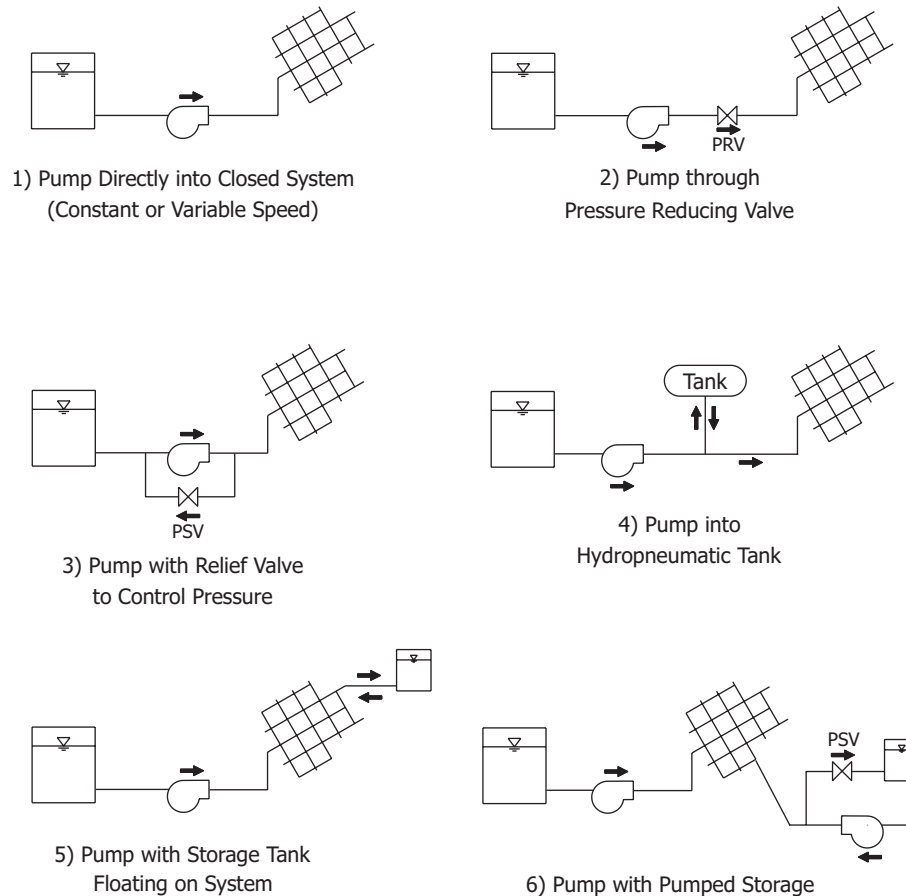 1) Pump Directly into Closed System
(Constant or Variable Speed)
PRV
2) Pump through
Pressure Reducing Valve
PSV
3) Pump with Relief Valve
to Control Pressure
Tank
4) Pump into
Hydropneumatic Tank
5) Pump with Storage Tank
Floating on System
PSV
6) Pump with Pumped Storage